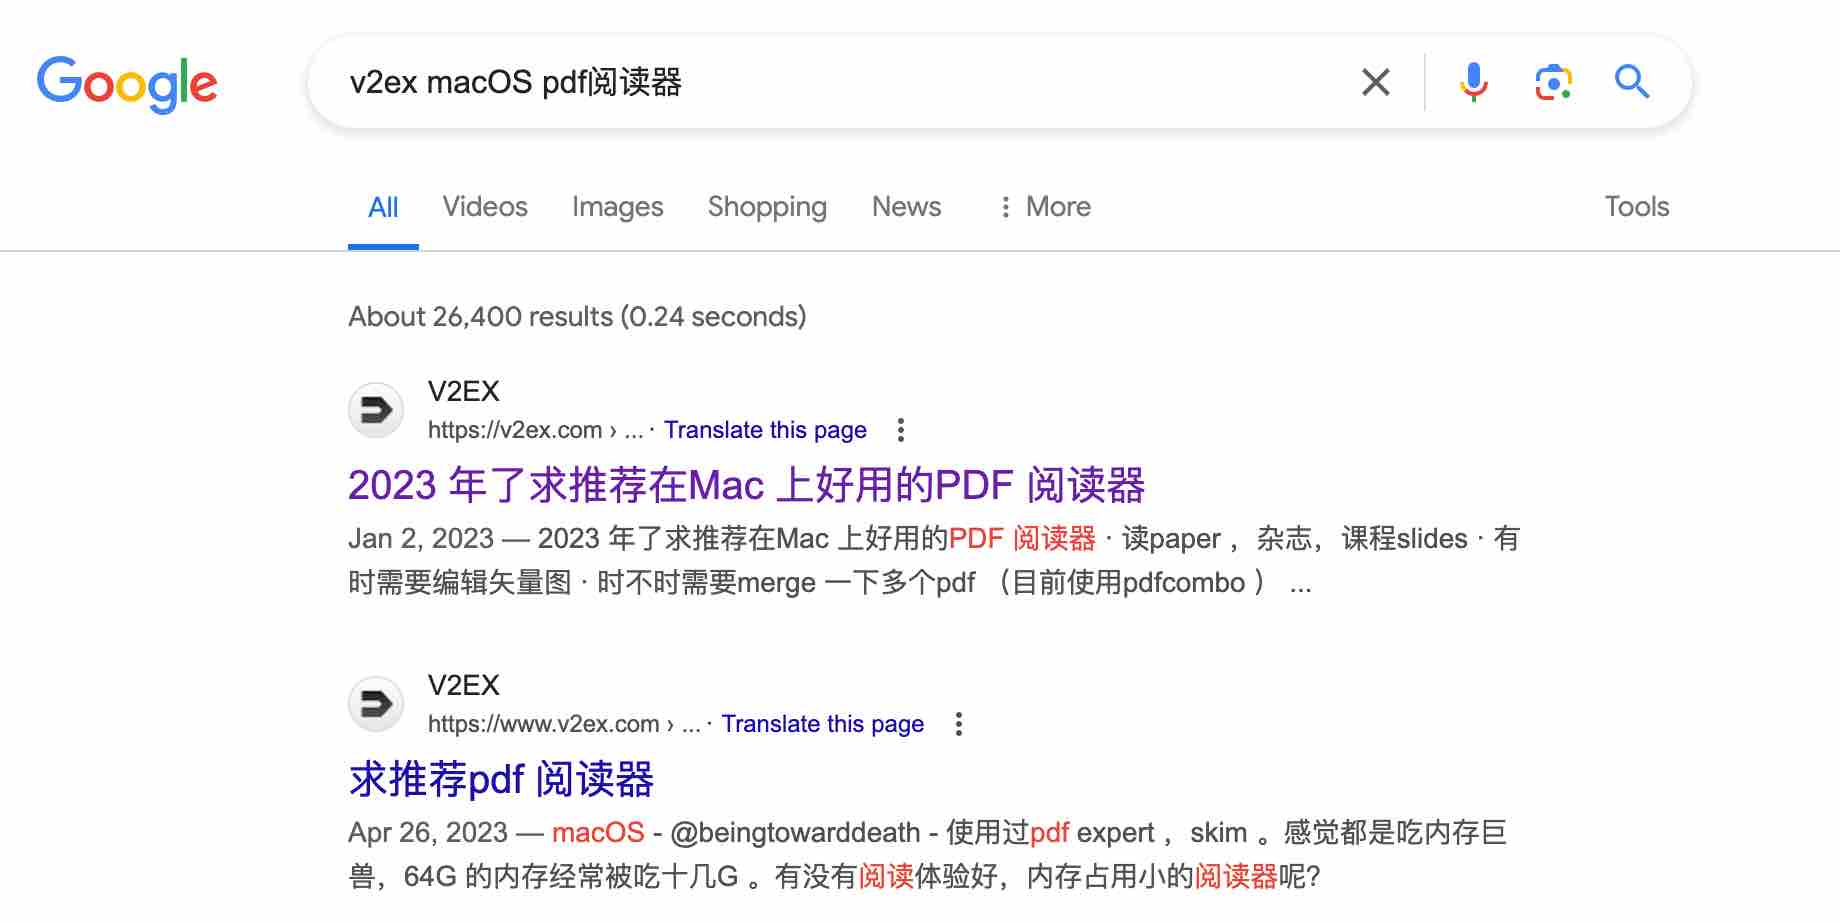 Google
v2ex macOS pdf阅读器
All Videos Images Shopping News More Tools
About 26,400 results (0.24 seconds)
V2EX
https://v2ex.com › ... · Translate this page
2023 年了求推荐在Mac 上好用的PDF 阅读器
Jan 2, 2023 — 2023 年了求推荐在Mac 上好用的PDF 阅读器 · 读paper ，杂志，课程slides · 有
时需要编辑矢量图 · 时不时需要merge 一下多个pdf （目前使用pdfcombo ） ...
V2EX
https://www.v2ex.com › ... · Translate this page
求推荐pdf 阅读器
Apr 26, 2023 — macOS - @beingtowarddeath - 使用过pdf expert ，skim 。感觉都是吃内存巨
兽，64G 的内存经常被吃十几G 。有没有阅读体验好，内存占用小的阅读器呢？